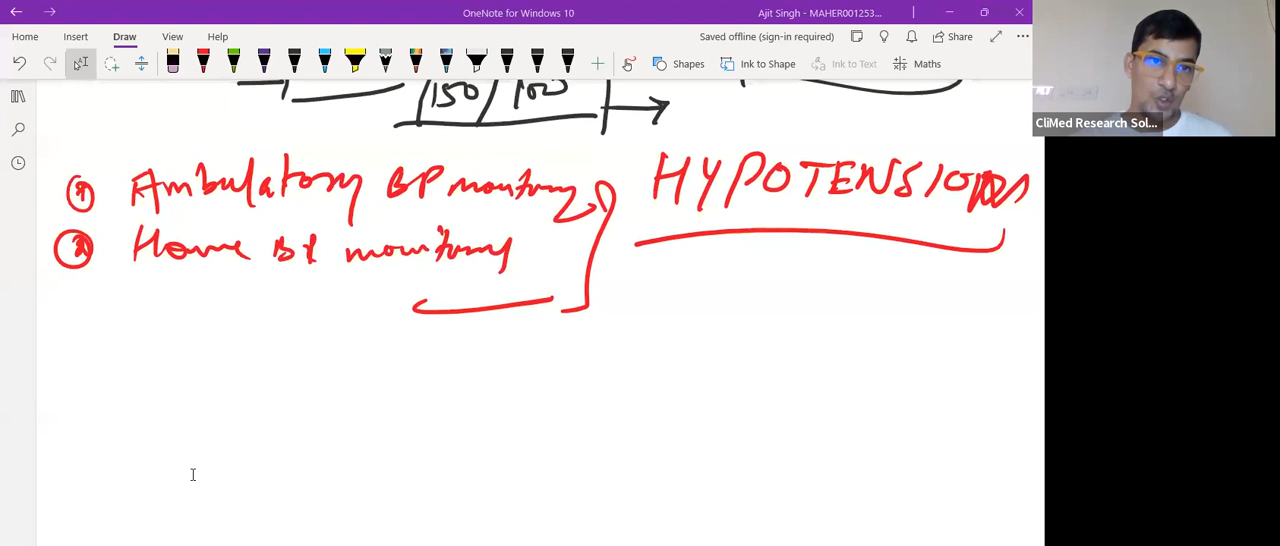 OneNote for Windows 10
Ajit Singh - MAHER001253...
Home Insert Draw View Help
Saved offline (sign-in required)
Share
Shapes
Ink to Shape
Ink to Text
Maths
CliMed Research Sol...
150/100
① Ambulatory BP monitoring
② Home BP monitoring
HYPOTENSION